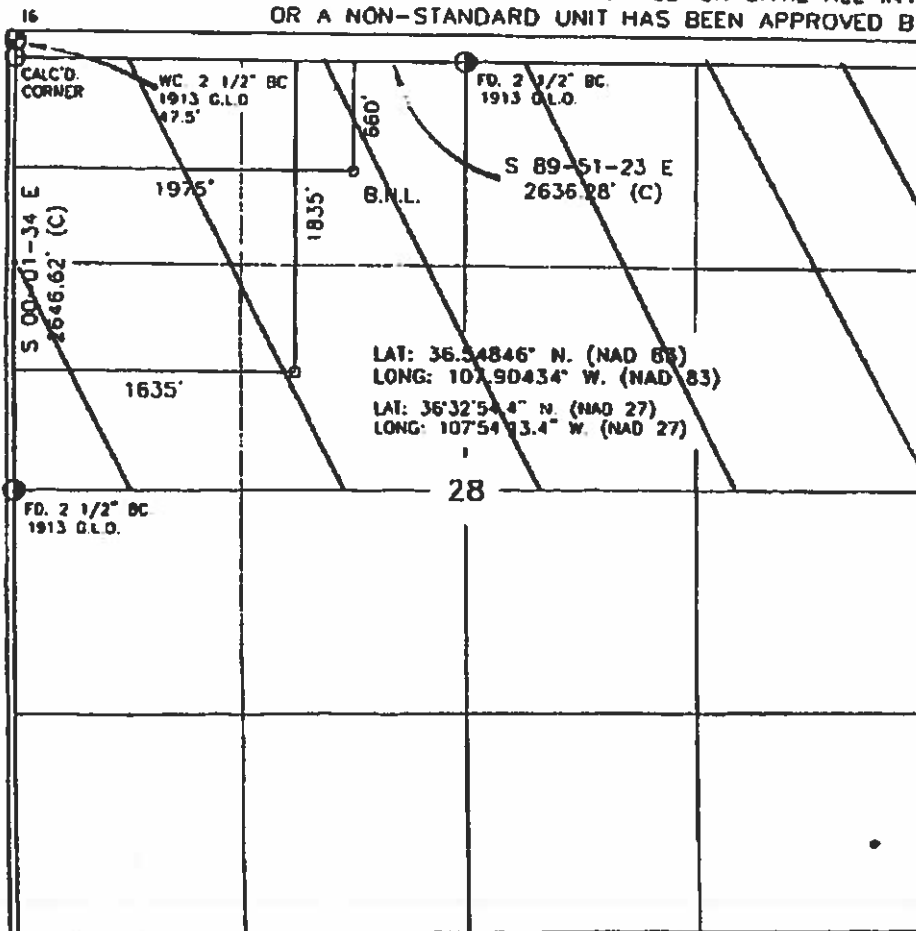 16
OR A NON-STANDARD UNIT HAS BEEN APPROVED B
CALC'D.
CORNER
WC. 2 1/2" BC
1913 G.L.O
47.5'
FD. 2 1/2" BC.
1913 G.L.O.
660'
S 89-51-23 E
2636.28' (C)
1975'
B.H.L.
1835'
S 00-01-34 E
2646.62' (C)
LAT: 36.54846° N. (NAD 83)
LONG: 107.90434° W. (NAD 83)
1635'
LAT: 36°32'54.4" N. (NAD 27)
LONG: 107°54'13.4" W. (NAD 27)
28
FD. 2 1/2" BC
1913 G.L.O.